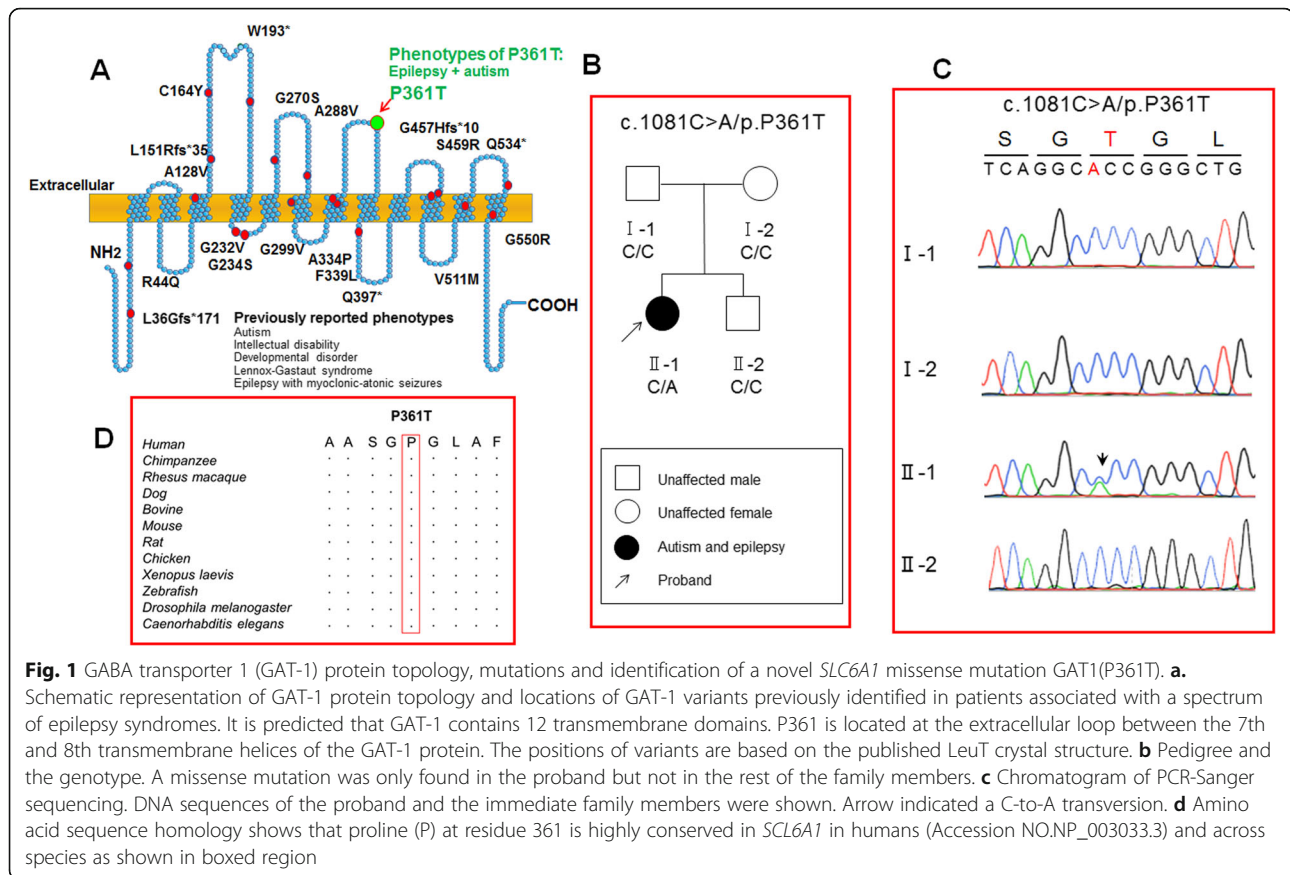 A
W193*
C164Y
L151Rfs*35
A128V
G270S
A288V
Phenotypes of P361T:
Epilepsy + autism
P361T
G457Hfs*10
S459R
Q534*
Extracellular
NH2
R44Q
L36Gfs*171
G232V
G234S
G299V
A334P
F339L
Q397*
V511M
G550R
COOH
Previously reported phenotypes
Autism
Intellectual disability
Developmental disorder
Lennox-Gastaut syndrome
Epilepsy with myoclonic-atonic seizures
B
c.1081C>A/p.P361T
I-1
C/C
I-2
C/C
II-1
C/A
II-2
C/C
Unaffected male
Unaffected female
Autism and epilepsy
Proband
C
c.1081C>A/p.P361T
S G T G L
TCA GGC ACC GGG CTG
I-1
I-2
II-1
II-2
D
P361T
Human A A S G P G L A F
Chimpanzee . . . . . . . . .
Rhesus macaque . . . . . . . . .
Dog . . . . . . . . .
Bovine . . . . . . . . .
Mouse . . . . . . . . .
Rat . . . . . . . . .
Chicken . . . . . . . . .
Xenopus laevis . . . . . . . . .
Zebrafish . . . . . . . . .
Drosophila melanogaster . . . . . . . . .
Caenorhabditis elegans . . . . . . . . .
Fig. 1 GABA transporter 1 (GAT-1) protein topology, mutations and identification of a novel SLC6A1 missense mutation GAT1(P361T). a.
Schematic representation of GAT-1 protein topology and locations of GAT-1 variants previously identified in patients associated with a spectrum
of epilepsy syndromes. It is predicted that GAT-1 contains 12 transmembrane domains. P361 is located at the extracellular loop between the 7th
and 8th transmembrane helices of the GAT-1 protein. The positions of variants are based on the published LeuT crystal structure. b Pedigree and
the genotype. A missense mutation was only found in the proband but not in the rest of the family members. c Chromatogram of PCR-Sanger
sequencing. DNA sequences of the proband and the immediate family members were shown. Arrow indicated a C-to-A transversion. d Amino
acid sequence homology shows that proline (P) at residue 361 is highly conserved in SCL6A1 in humans (Accession NO.NP_003033.3) and across
species as shown in boxed region